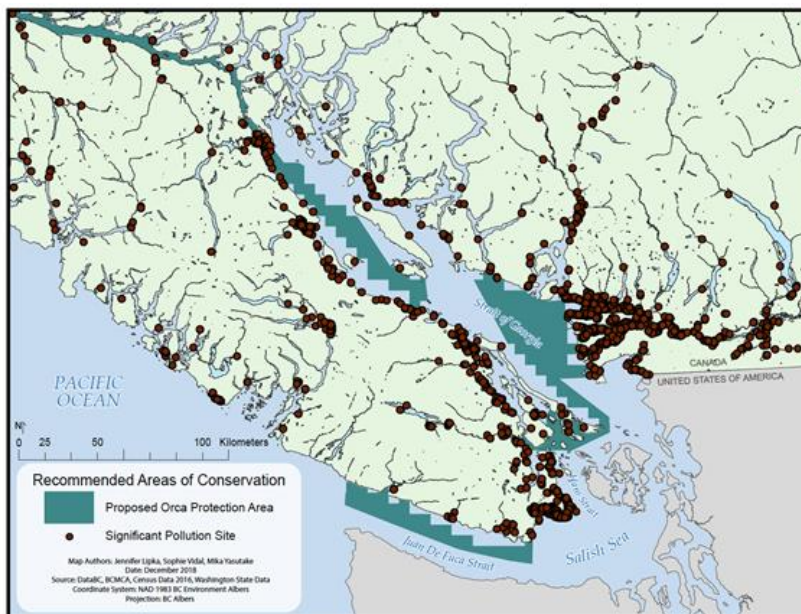 Strait of Georgia
CANADA
UNITED STATES OF AMERICA
PACIFIC
OCEAN
N
0 25 50 100 Kilometers
Strait
Juan De Fuca Strait
Salish Sea
Recommended Areas of Conservation
Proposed Orca Protection Area
Significant Pollution Site
Map Authors: Jennifer Lipka, Sophie Vidal, Mika Yasutake
Date: December 2018
Source: DataBC, BCMCA, Census Data 2016, Washington State Data
Coordinate System: NAD 1983 BC Environment Albers
Projection: BC Albers